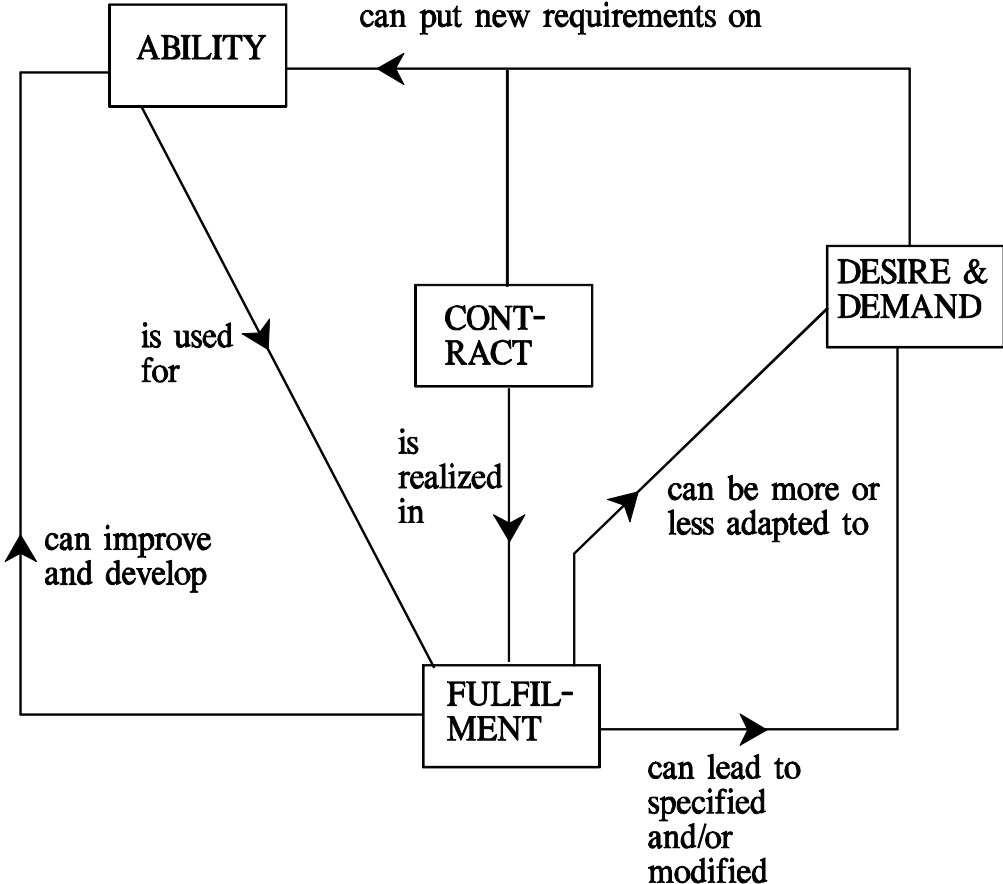 can put new requirements on
ABILITY
DESIRE &
DEMAND
CONT-
RACT
is used
for
is
realized
in
can be more or
less adapted to
can improve
and develop
FULFIL-
MENT
can lead to
specified
and/or
modified